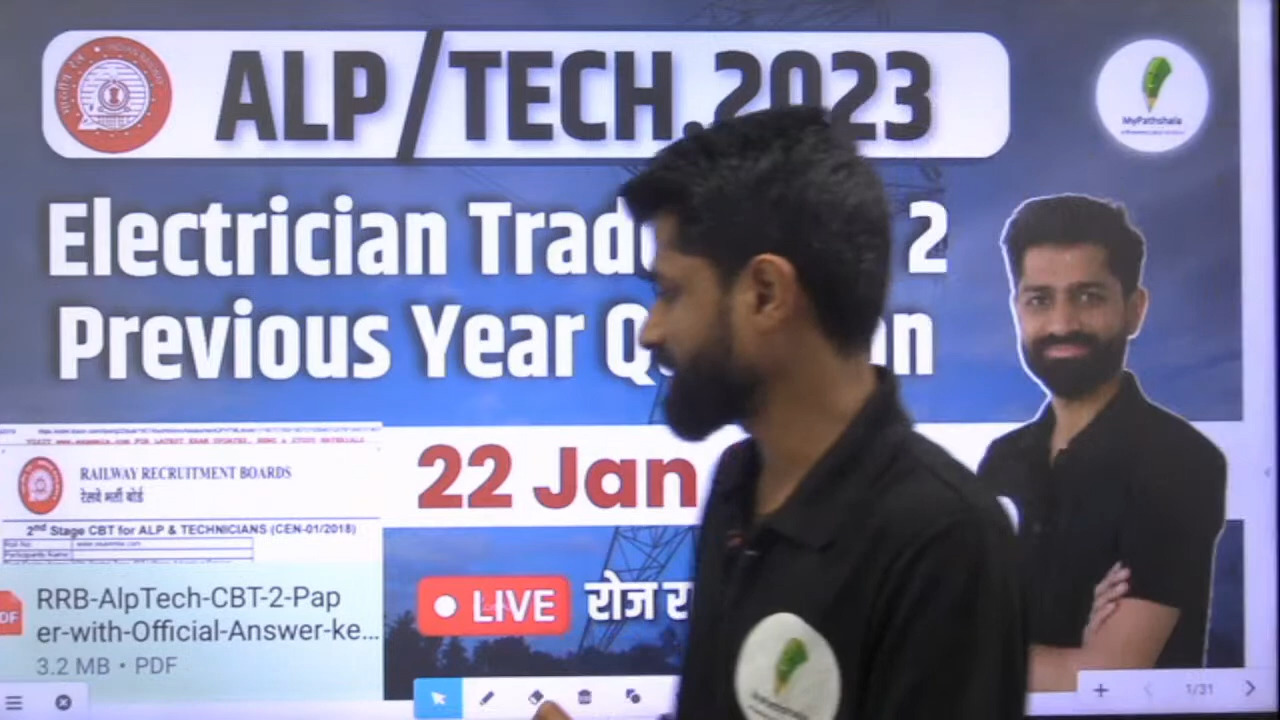 ALP/TECH.2023
MyPathshala
Electrician Trad 2
Previous Year Q on
RAILWAY RECRUITMENT BOARDS
रेलवे भर्ती बोर्ड
2nd Stage CBT for ALP & TECHNICIANS (CEN-01/2018)
22 Jan
LIVE रोज र
RRB-AlpTech-CBT-2-Pap
er-with-Official-Answer-ke...
3.2 MB • PDF
1/31